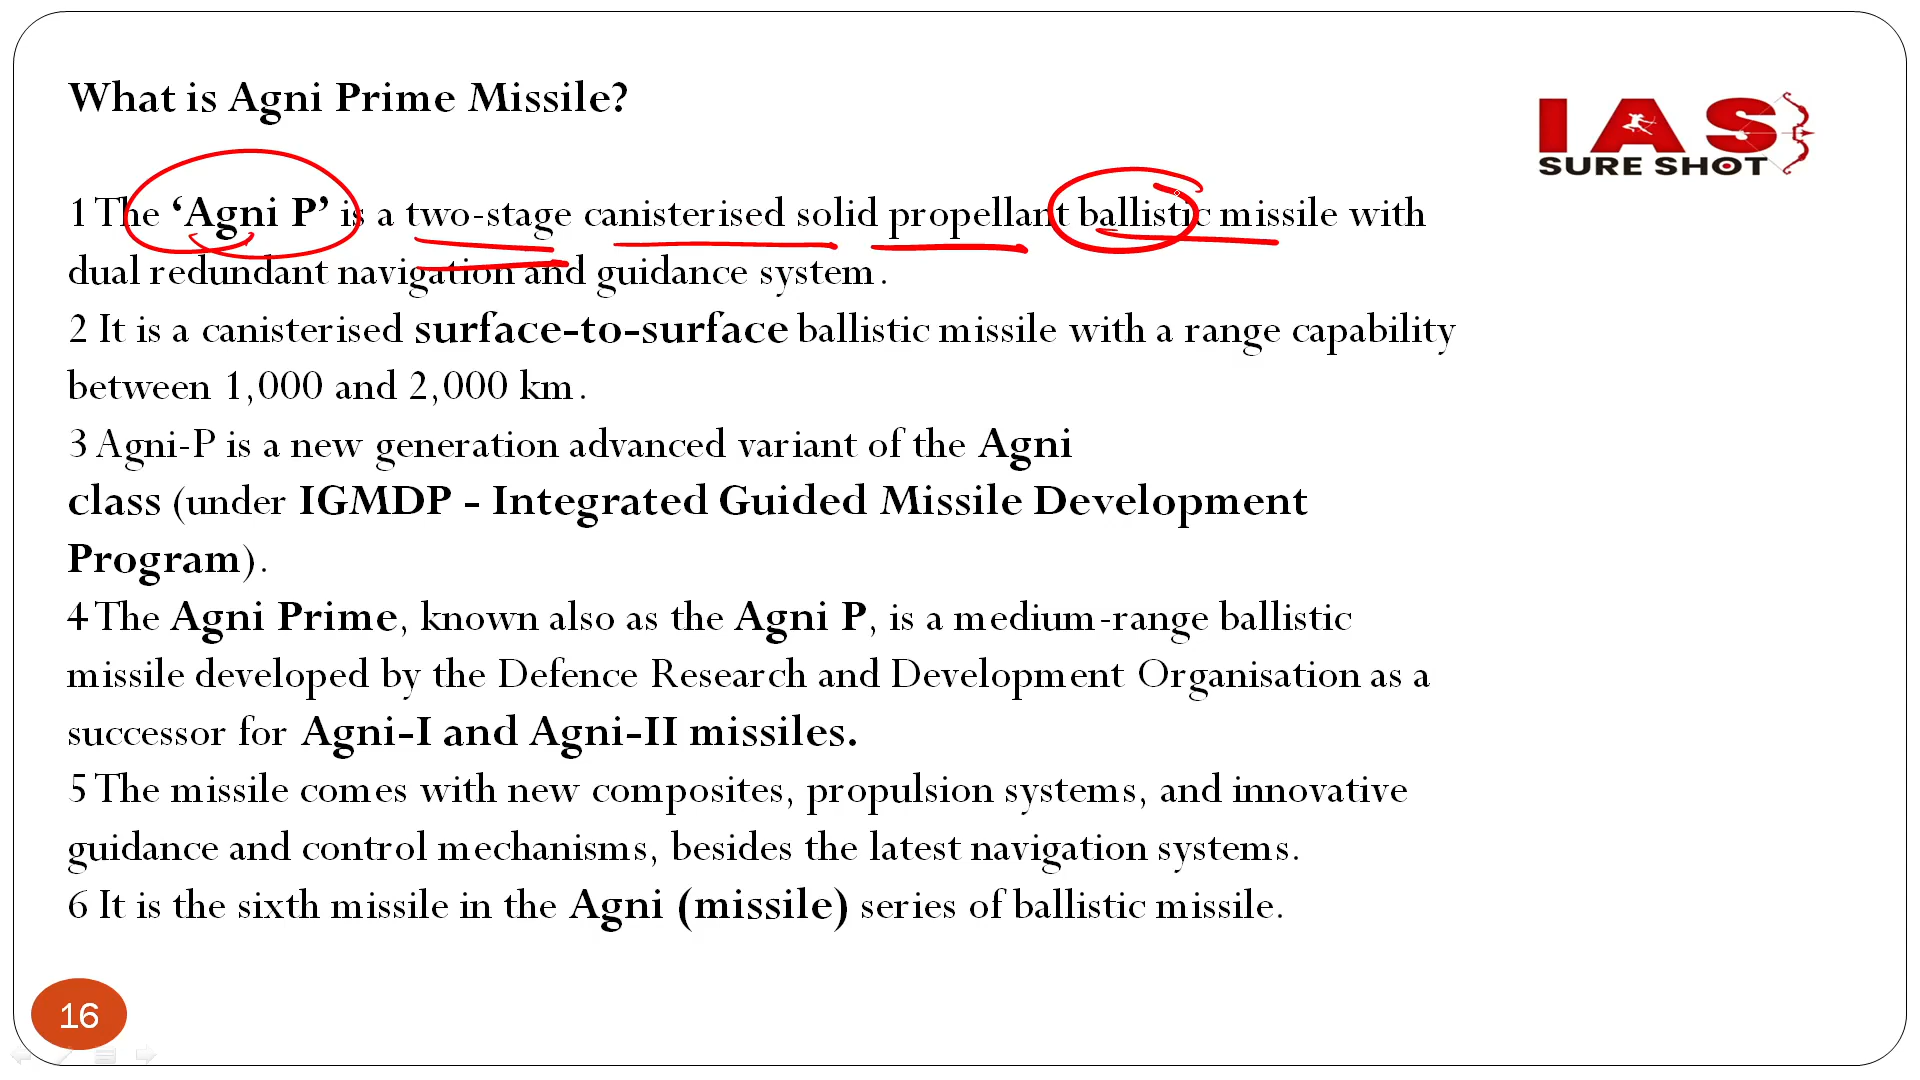 What is Agni Prime Missile?
IAS
SURE SHOT
1 The ‘Agni P’ is a two-stage canisterised solid propellant ballistic missile with
dual redundant navigation and guidance system.
2 It is a canisterised surface-to-surface ballistic missile with a range capability
between 1,000 and 2,000 km.
3 Agni-P is a new generation advanced variant of the Agni
class (under IGMDP - Integrated Guided Missile Development
Program).
4 The Agni Prime, known also as the Agni P, is a medium-range ballistic
missile developed by the Defence Research and Development Organisation as a
successor for Agni-I and Agni-II missiles.
5 The missile comes with new composites, propulsion systems, and innovative
guidance and control mechanisms, besides the latest navigation systems.
6 It is the sixth missile in the Agni (missile) series of ballistic missile.
16